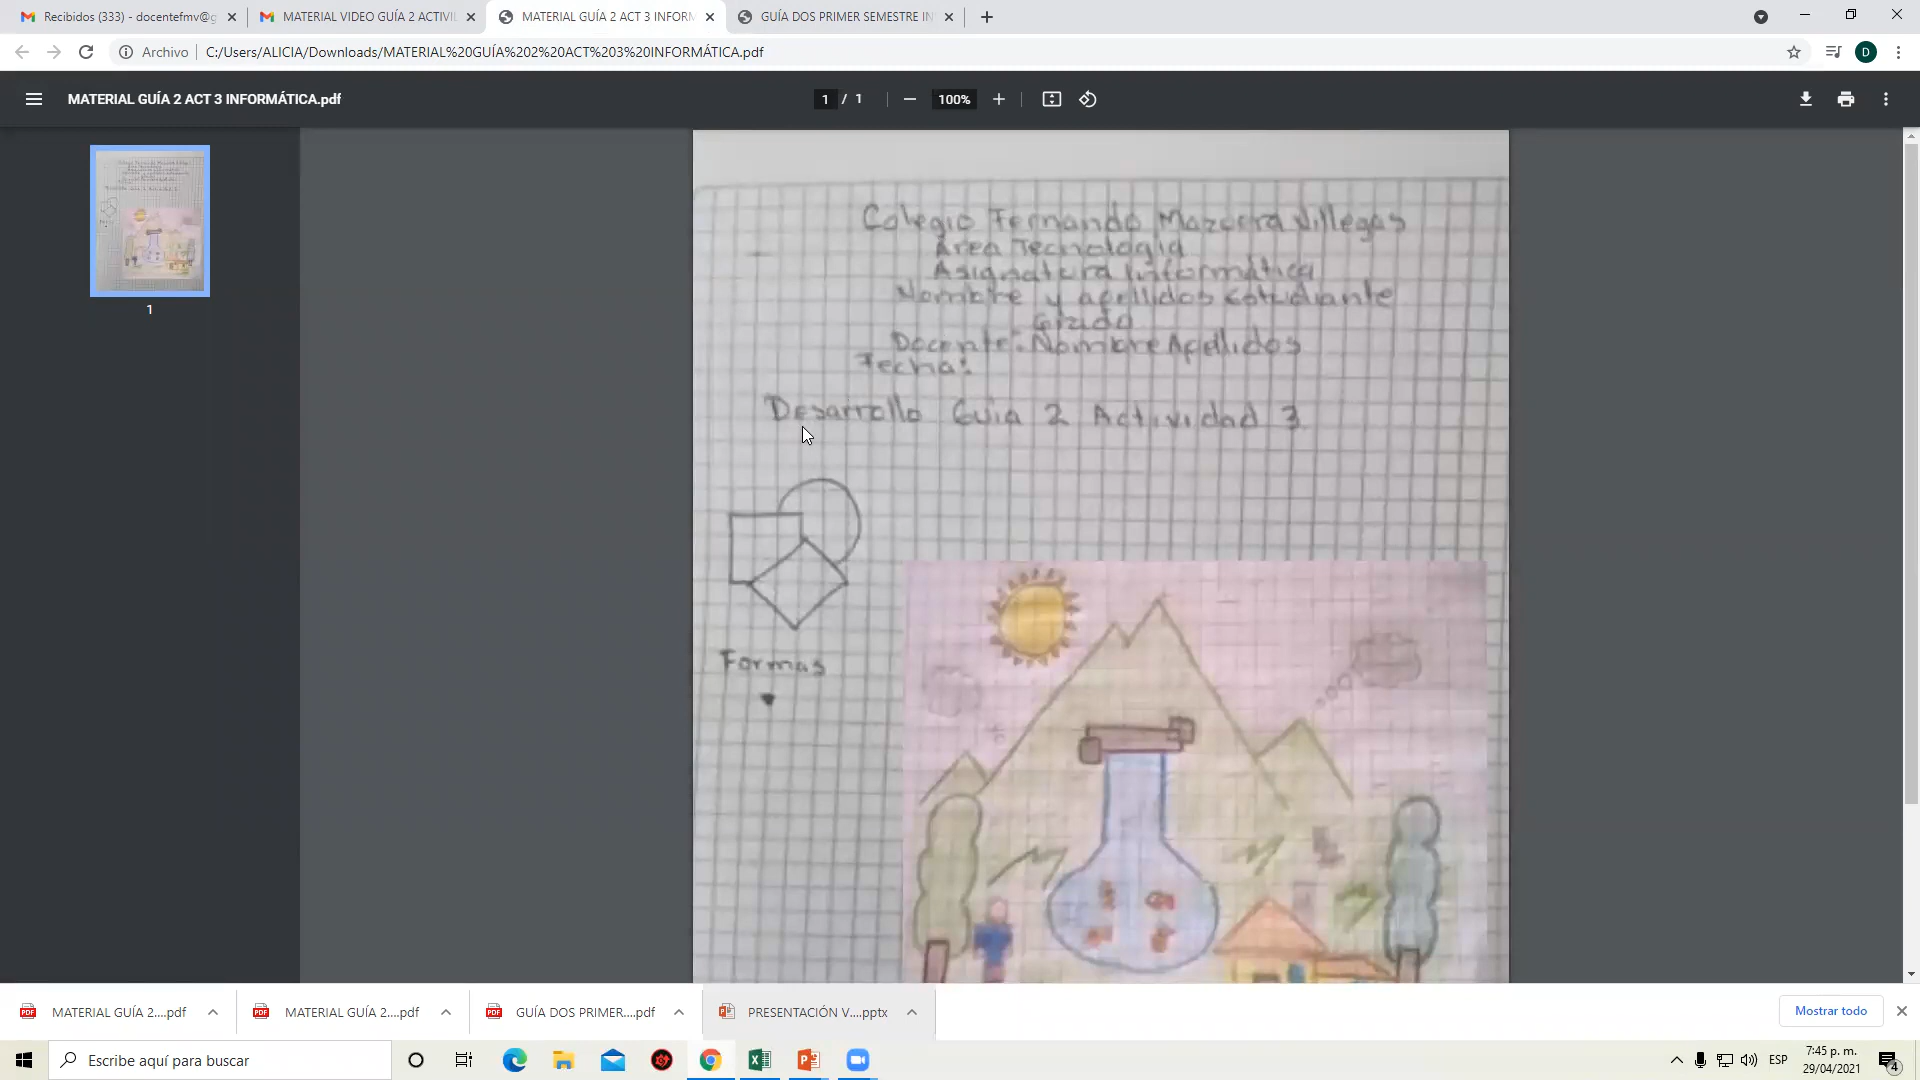 Recibidos (333) - docentefmv@g
MATERIAL VIDEO GUÍA 2 ACTIVI
MATERIAL GUÍA 2 ACT 3 INFORM
GUÍA DOS PRIMER SEMESTRE IN
Archivo
C:/Users/ALICIA/Downloads/MATERIAL%20GUÍA%202%20ACT%203%20INFORMÁTICA.pdf
D
MATERIAL GUÍA 2 ACT 3 INFORMÁTICA.pdf
1 / 1
100%
1
Colegio Fernando Mazorra Villegas
Área Tecnología
Asignatura Informática
Nombre y apellidos estudiante
Grado
Docente: Nombre Apellidos
Fecha:
Desarrollo Guia 2 Actividad 3
Formas
MATERIAL GUÍA 2....pdf
MATERIAL GUÍA 2....pdf
GUÍA DOS PRIMER....pdf
PRESENTACIÓN V....pptx
Mostrar todo
Escribe aquí para buscar
ESP
7:45 p. m.
29/04/2021
4